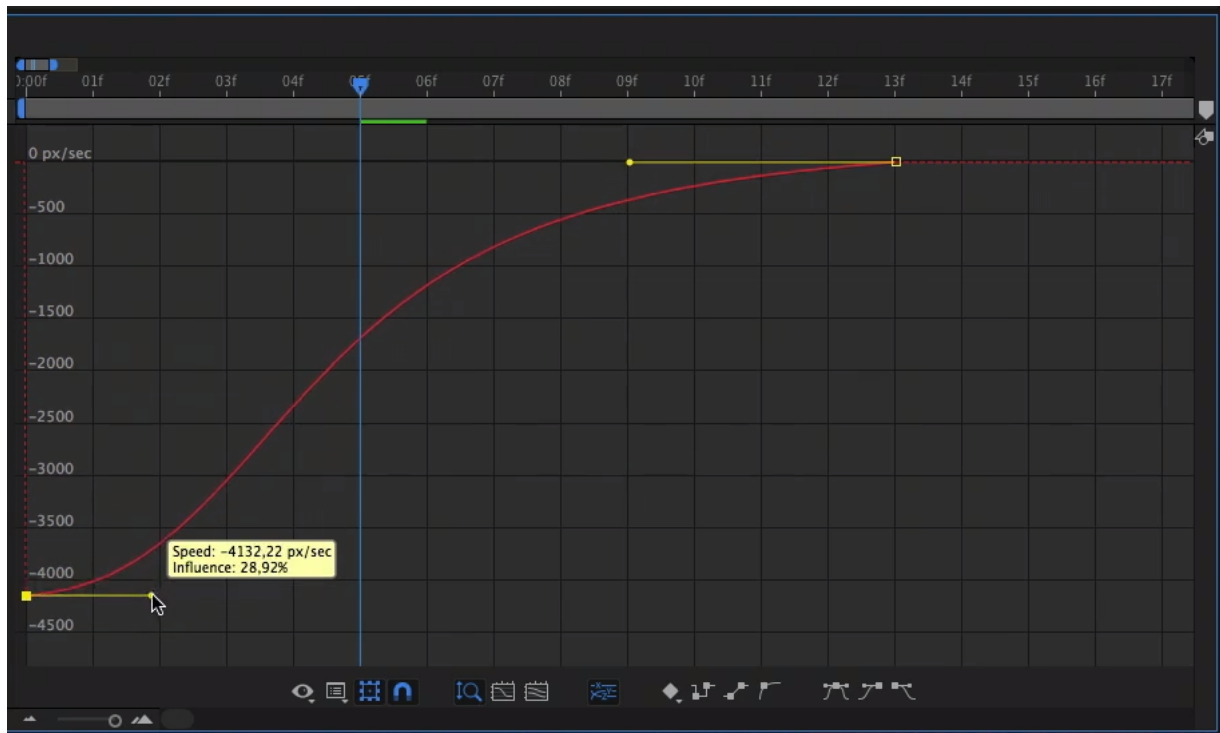 ):00f 01f 02f 03f 04f 05f 06f 07f 08f 09f 10f 11f 12f 13f 14f 15f 16f 17f
0 px/sec
-500
-1000
-1500
-2000
-2500
-3000
-3500
Speed: -4132,22 px/sec
Influence: 28,92%
-4000
-4500